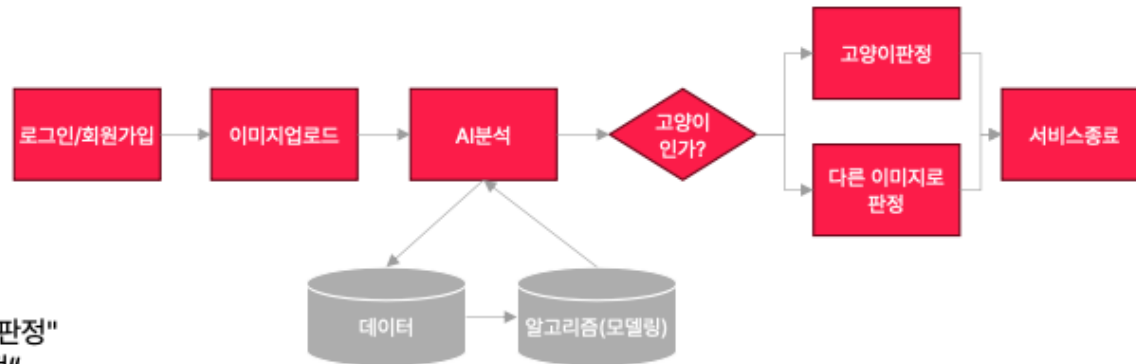 고양이판정
로그인/회원가입
이미지업로드
AI분석
고양이
인가?
서비스종료
다른 이미지로
판정
데이터
알고리즘(모델링)
판정"